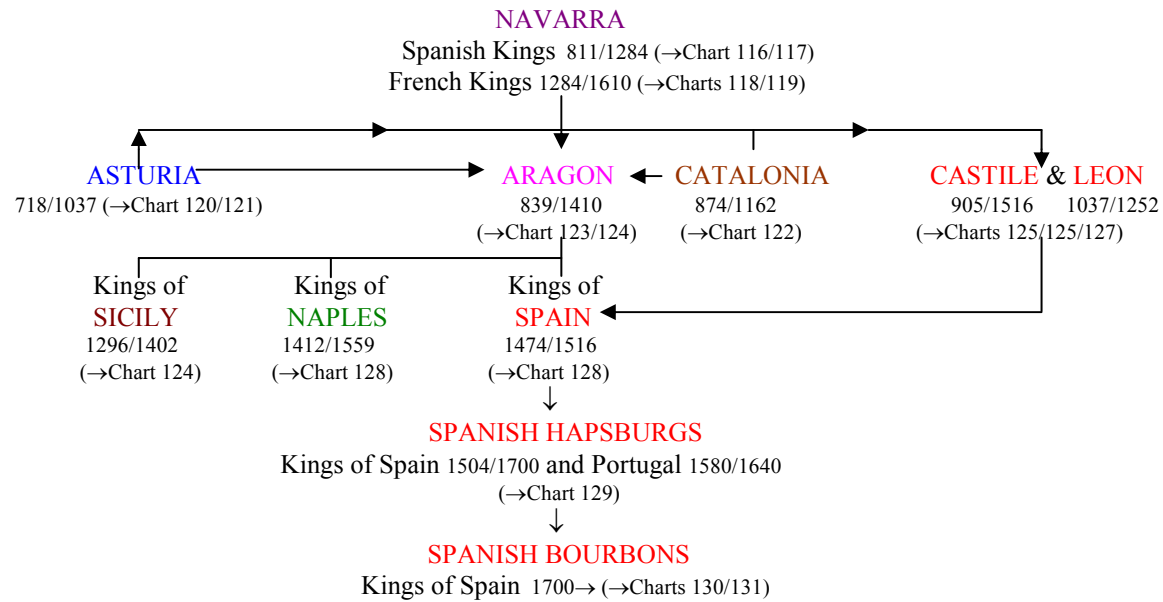 NAVARRA
Spanish Kings 811/1284 (→Chart 116/117)
French Kings 1284/1610 (→Charts 118/119)
ASTURIA
718/1037 (→Chart 120/121)
ARAGON
839/1410
(→Chart 123/124)
CATALONIA
874/1162
(→Chart 122)
CASTILE & LEON
905/1516 1037/1252
(→Charts 125/125/127)
Kings of
SICILY
1296/1402
(→Chart 124)
Kings of
NAPLES
1412/1559
(→Chart 128)
Kings of
SPAIN
1474/1516
(→Chart 128)
↓
SPANISH HAPSBURGS
Kings of Spain 1504/1700 and Portugal 1580/1640
(→Chart 129)
↓
SPANISH BOURBONS
Kings of Spain 1700→ (→Charts 130/131)